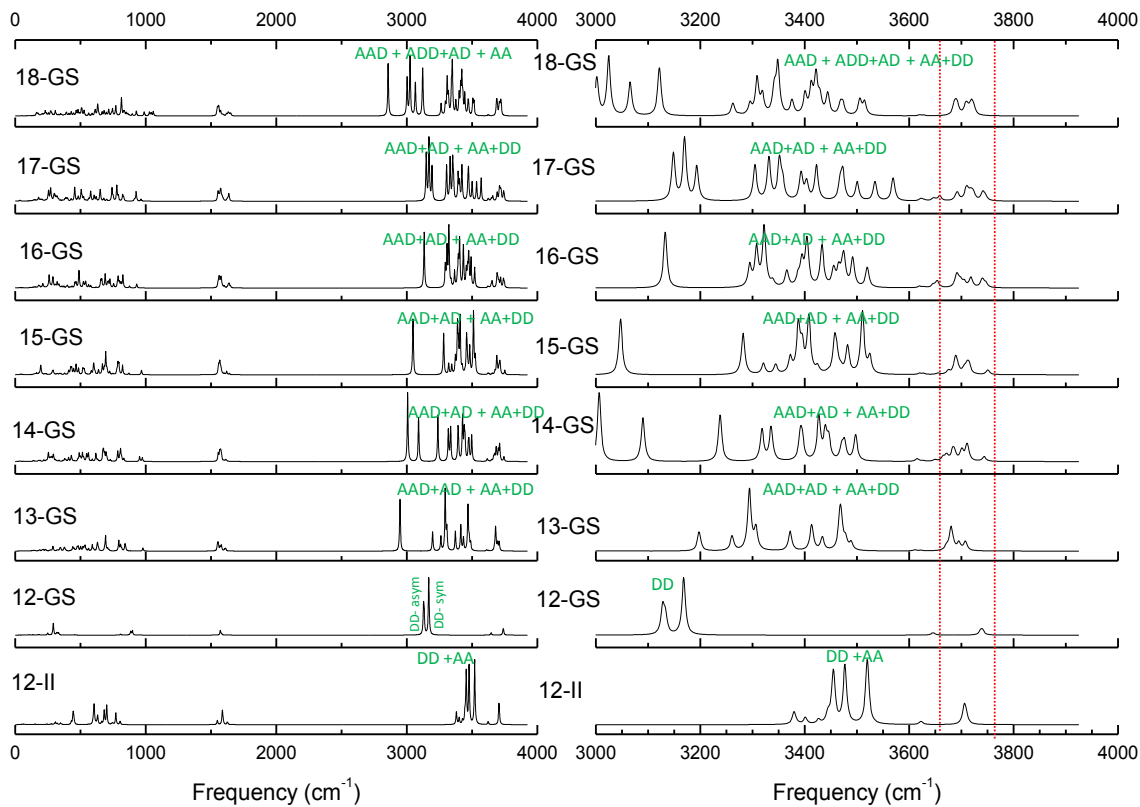 0 1000 2000 3000 4000
3000 3200 3400 3600 3800 4000
18-GS
AAD + ADD+AD + AA
18-GS
AAD + ADD+AD + AA+DD
17-GS
AAD+AD + AA+DD
17-GS
AAD+AD + AA+DD
16-GS
AAD+AD + AA+DD
16-GS
AAD+AD + AA+DD
15-GS
AAD+AD + AA+DD
15-GS
AAD+AD + AA+DD
14-GS
AAD+AD + AA+DD
14-GS
AAD+AD + AA+DD
13-GS
AAD+AD + AA+DD
13-GS
AAD+AD + AA+DD
12-GS
DD- asym
DD- sym
12-GS
DD
12-II
DD +AA
12-II
DD +AA
0 1000 2000 3000 4000
3000 3200 3400 3600 3800 4000
Frequency (cm-1)
Frequency (cm-1)